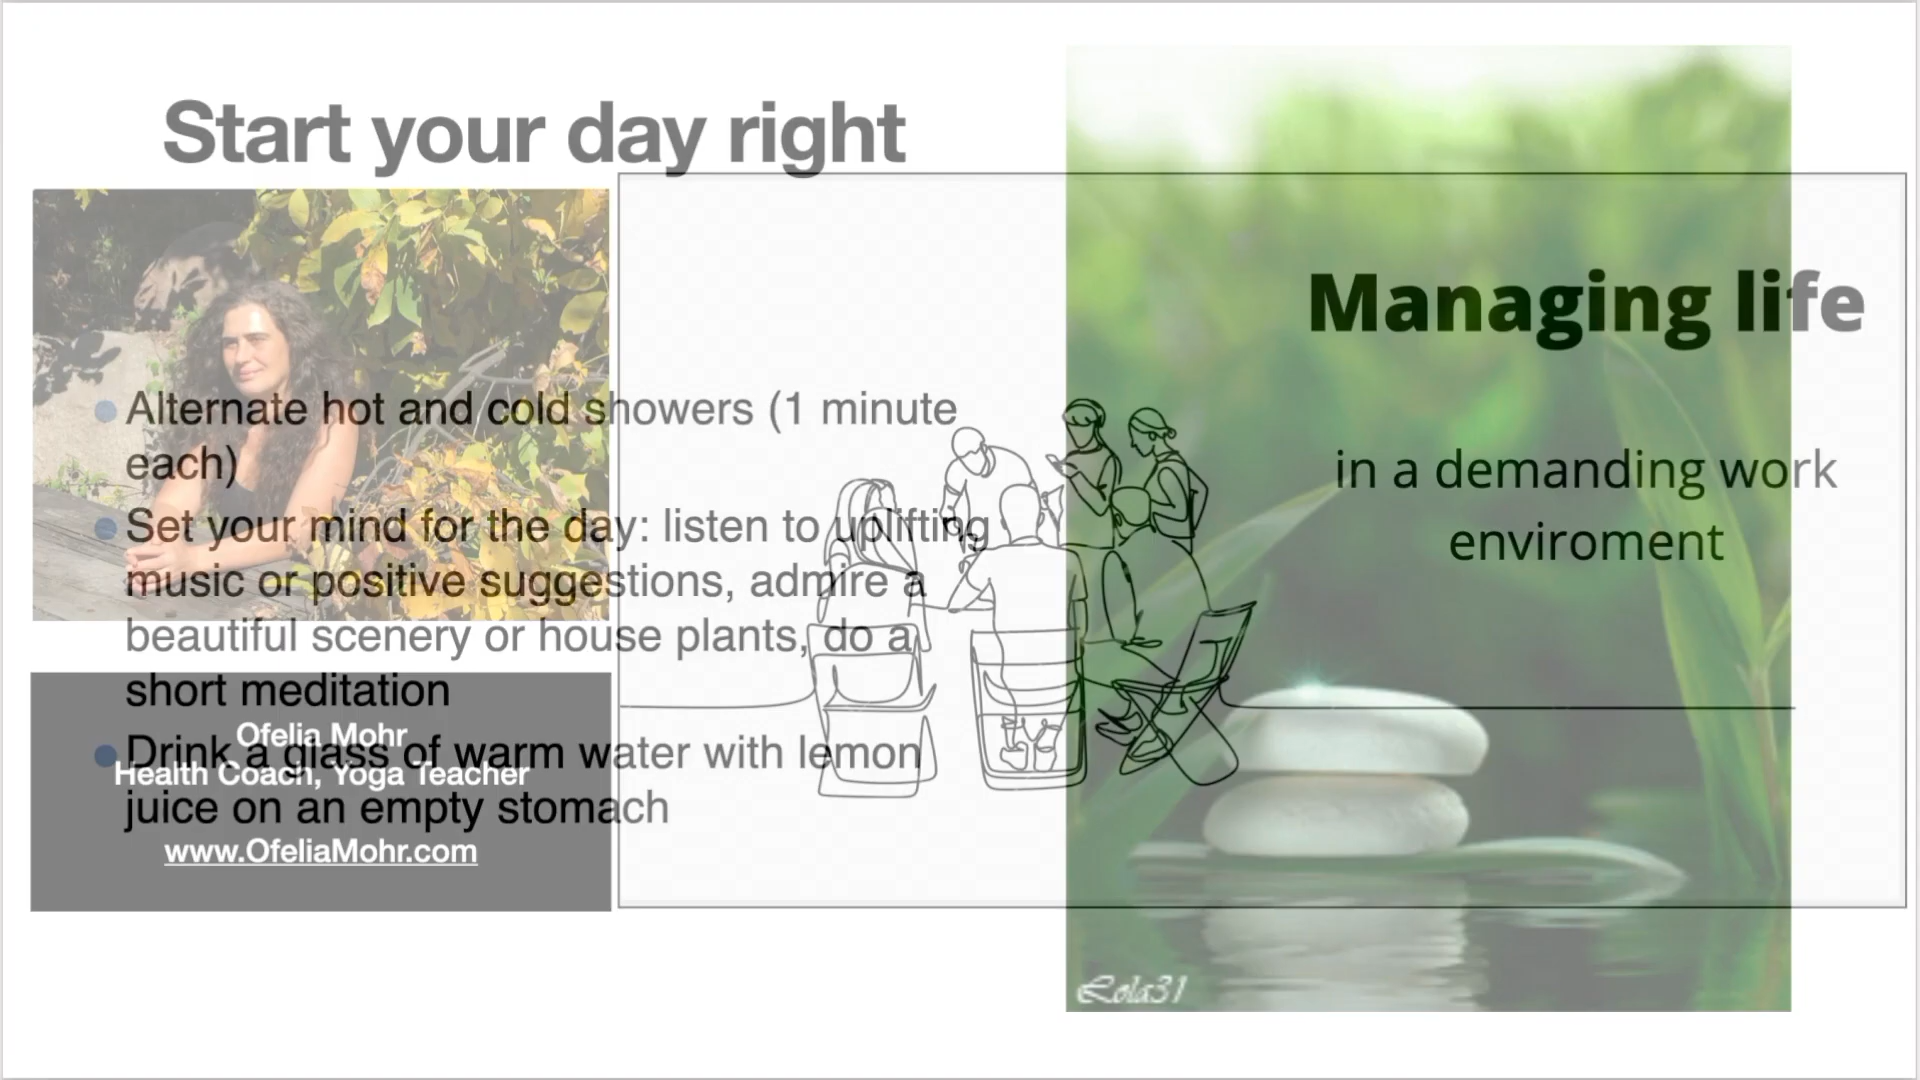 Start your day right
Alternate hot and cold showers (1 minute
each)
Set your mind for the day: listen to uplifting
music or positive suggestions, admire a
beautiful scenery or house plants, do a
short meditation
Drink a glass of warm water with lemon
juice on an empty stomach
Ofelia Mohr
Health Coach, Yoga Teacher
www.OfeliaMohr.com
Managing life
in a demanding work
enviroment
Lola31